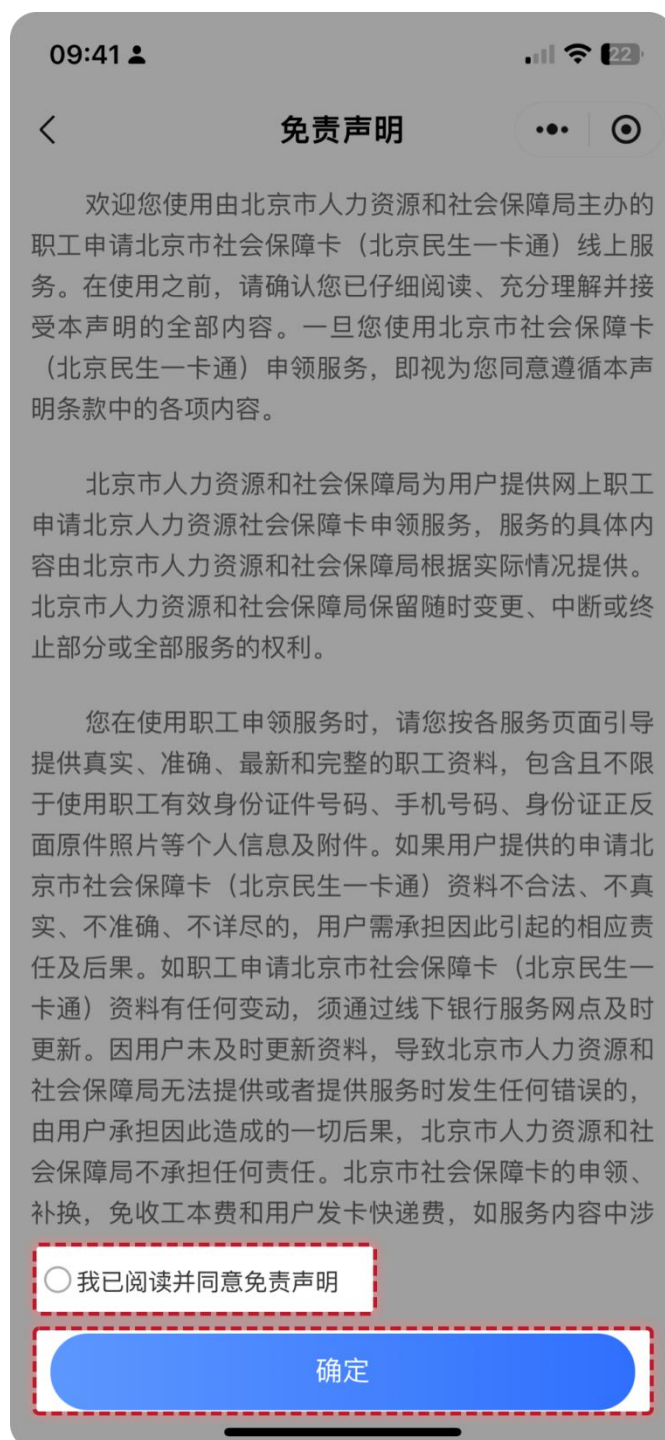 09:41
22
免责声明
欢迎您使用由北京市人力资源和社会保障局主办的
职工申请北京市社会保障卡（北京民生一卡通）线上服
务。在使用之前，请确认您已仔细阅读、充分理解并接
受本声明的全部内容。一旦您使用北京市社会保障卡
（北京民生一卡通）申领服务，即视为您同意遵循本声
明条款中的各项内容。
北京市人力资源和社会保障局为用户提供网上职工
申请北京人力资源社会保障卡申领服务，服务的具体内
容由北京市人力资源和社会保障局根据实际情况提供。
北京市人力资源和社会保障局保留随时变更、中断或终
止部分或全部服务的权利。
您在使用职工申领服务时，请您按各服务页面引导
提供真实、准确、最新和完整的职工资料，包含且不限
于使用职工有效身份证件号码、手机号码、身份证正反
面原件照片等个人信息及附件。如果用户提供的申请北
京市社会保障卡（北京民生一卡通）资料不合法、不真
实、不准确、不详尽的，用户需承担因此引起的相应责
任及后果。如职工申请北京市社会保障卡（北京民生一
卡通）资料有任何变动，须通过线下银行服务网点及时
更新。因用户未及时更新资料，导致北京市人力资源和
社会保障局无法提供或者提供服务时发生任何错误的，
由用户承担因此造成的一切后果，北京市人力资源和社
会保障局不承担任何责任。北京市社会保障卡的申领、
补换，免收工本费和用户发卡快递费，如服务内容中涉
我已阅读并同意免责声明
确定